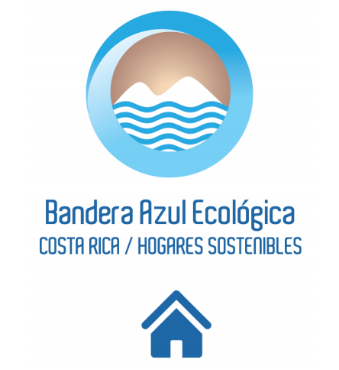 Bandera Azul Ecológica
COSTA RICA / HOGARES SOSTENIBLES